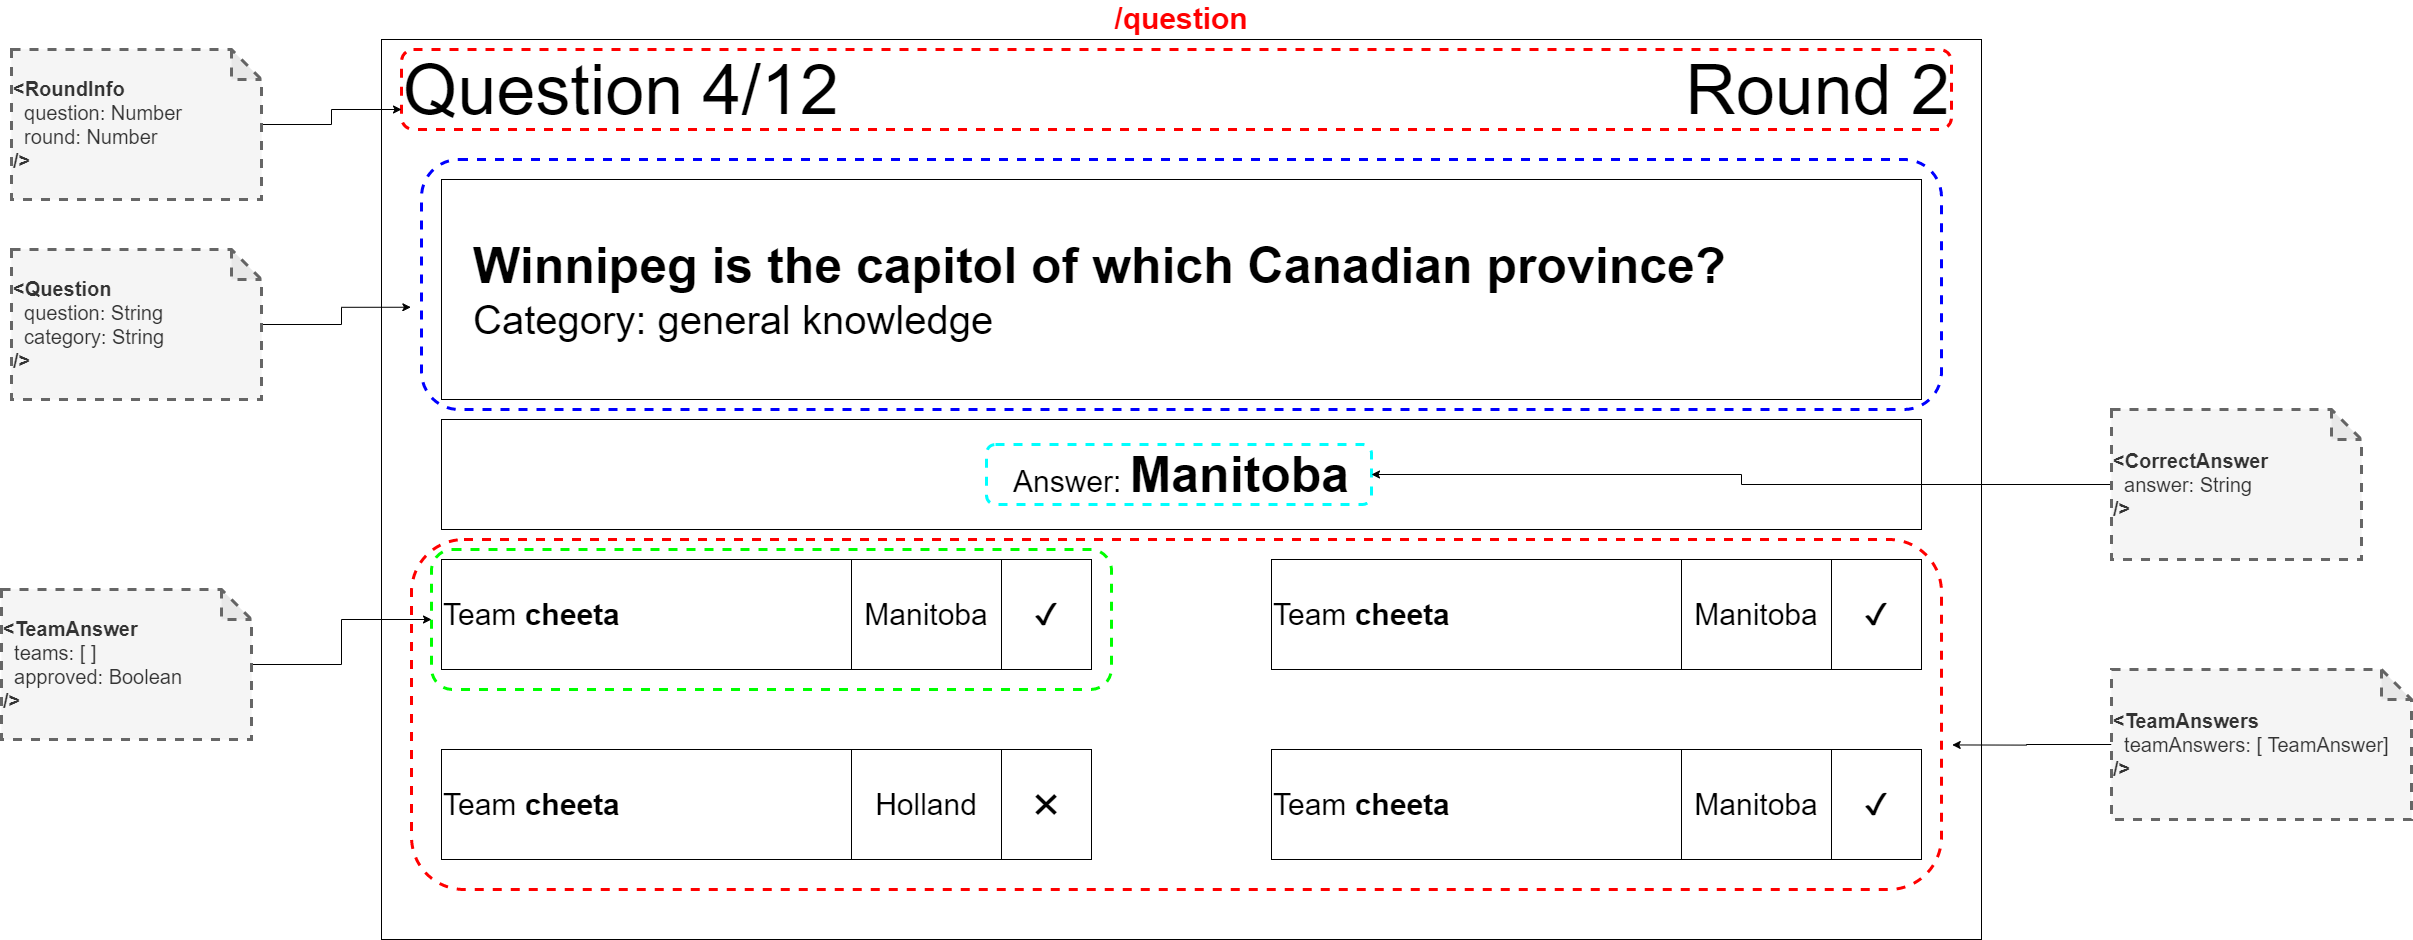 /question
<RoundInfo
question: Number
round: Number
/>
Question 4/12
Round 2
<Question
question: String
category: String
/>
Winnipeg is the capitol of which Canadian province?
Category: general knowledge
Answer: Manitoba
<CorrectAnswer
answer: String
/>
<TeamAnswer
teams: [ ]
approved: Boolean
/>
Team cheeta
Manitoba
✓
Team cheeta
Manitoba
✓
<TeamAnswers
teamAnswers: [ TeamAnswer]
/>
Team cheeta
Holland
✕
Team cheeta
Manitoba
✓